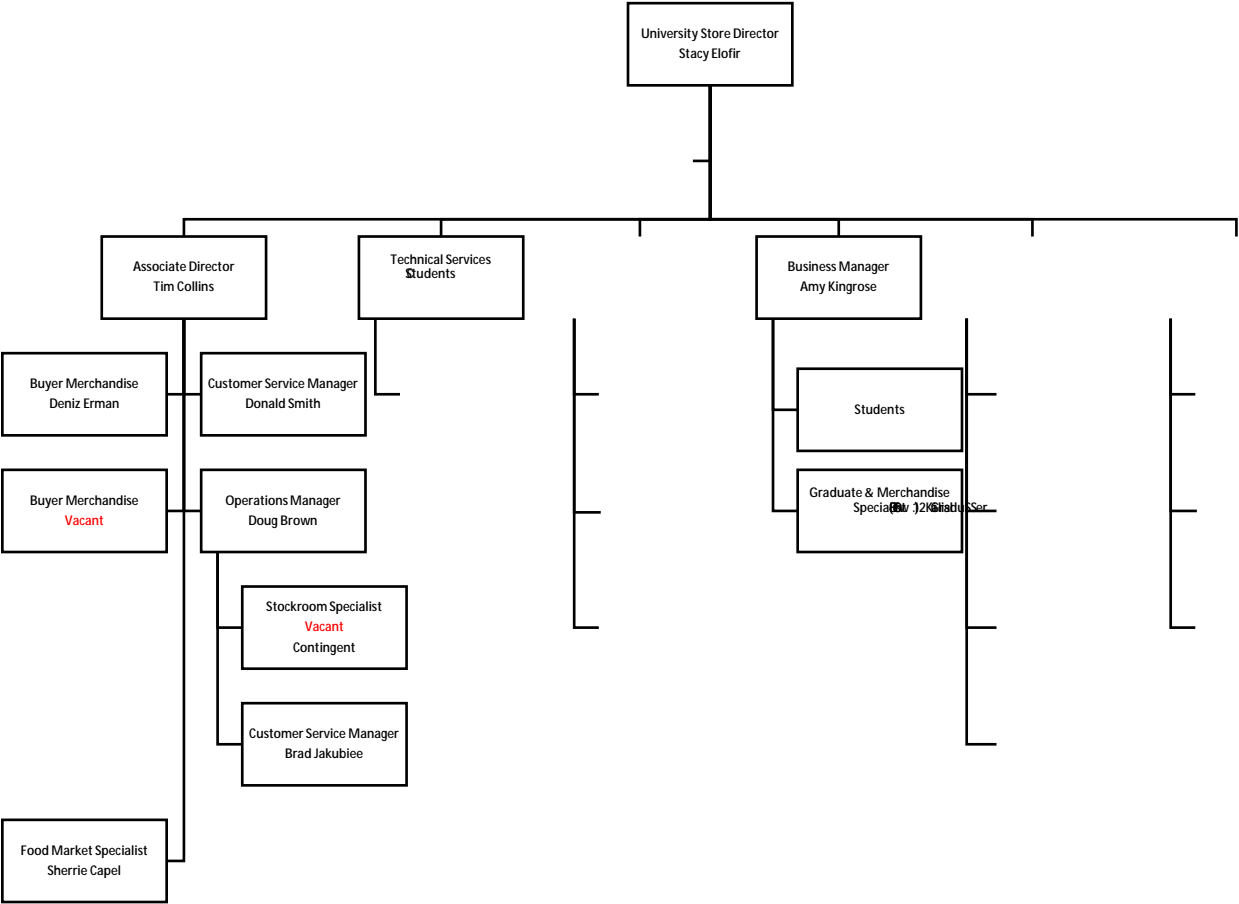 University Store Director
Stacy Elofir
Associate Director
Tim Collins
Technical Services
Students
Business Manager
Amy Kingrose
Buyer Merchandise
Deniz Erman
Customer Service Manager
Donald Smith
Students
Buyer Merchandise
Vacant
Operations Manager
Doug Brown
Graduate & Merchandise
Stockroom Specialist
Vacant
Contingent
Customer Service Manager
Brad Jakubiee
Food Market Specialist
Sherrie Capel